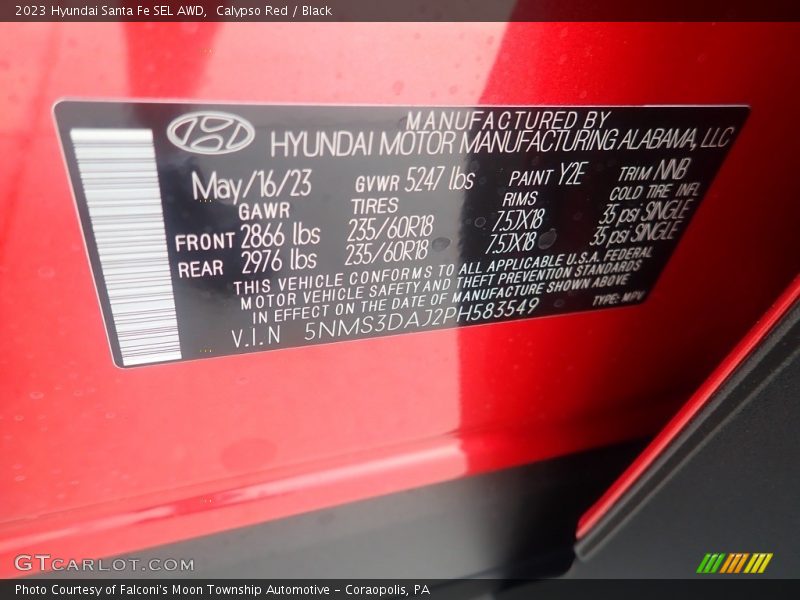 2023 Hyundai Santa Fe SEL AWD,  Calypso Red / Black
MANUFACTURED BY
HYUNDAI MOTOR MANUFACTURING ALABAMA, LLC
May/16/23 GVWR 5247 lbs PAINT Y2E TRIM NNB
GAWR TIRES RIMS COLD TIRE INFL
FRONT 2866 lbs 235/60R18 7.5JX18 35 psi SINGLE
REAR 2976 lbs 235/60R18 7.5JX18 35 psi SINGLE
THIS VEHICLE CONFORMS TO ALL APPLICABLE U.S.A. FEDERAL
MOTOR VEHICLE SAFETY AND THEFT PREVENTION STANDARDS
IN EFFECT ON THE DATE OF MANUFACTURE SHOWN ABOVE
V.I.N 5NMS3DAJ2PH583549 TYPE: MPV
GTCARLOT.COM
Photo Courtesy of Falconi's Moon Township Automotive – Coraopolis, PA